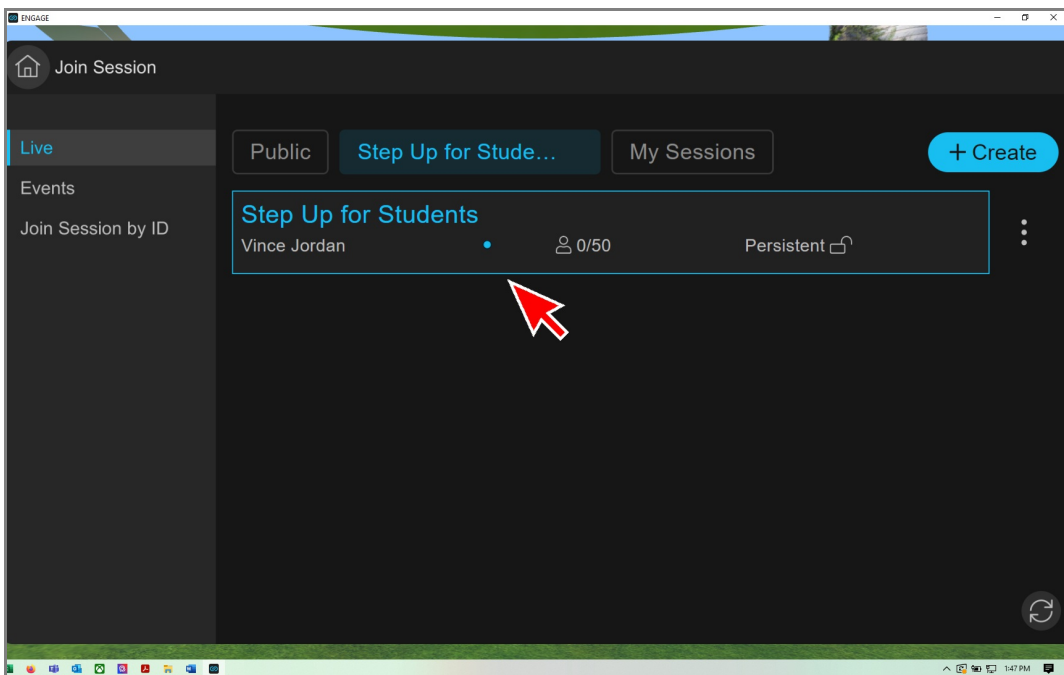 ENGAGE
Join Session
Live
Events
Join Session by ID
Public
Step Up for Stude...
My Sessions
+ Create
Step Up for Students
Vince Jordan
0/50
Persistent
1:47 PM